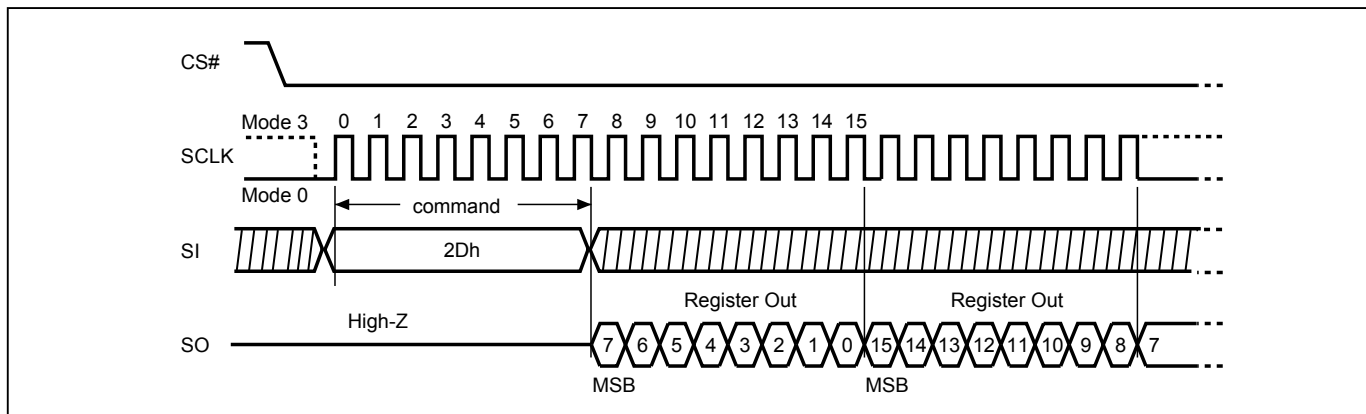 CS#
Mode 3
0 1 2 3 4 5 6 7 8 9 10 11 12 13 14 15
SCLK
Mode 0
command
SI
2Dh
Register Out Register Out
High-Z
SO
7 6 5 4 3 2 1 0 15 14 13 12 11 10 9 8 7
MSB MSB